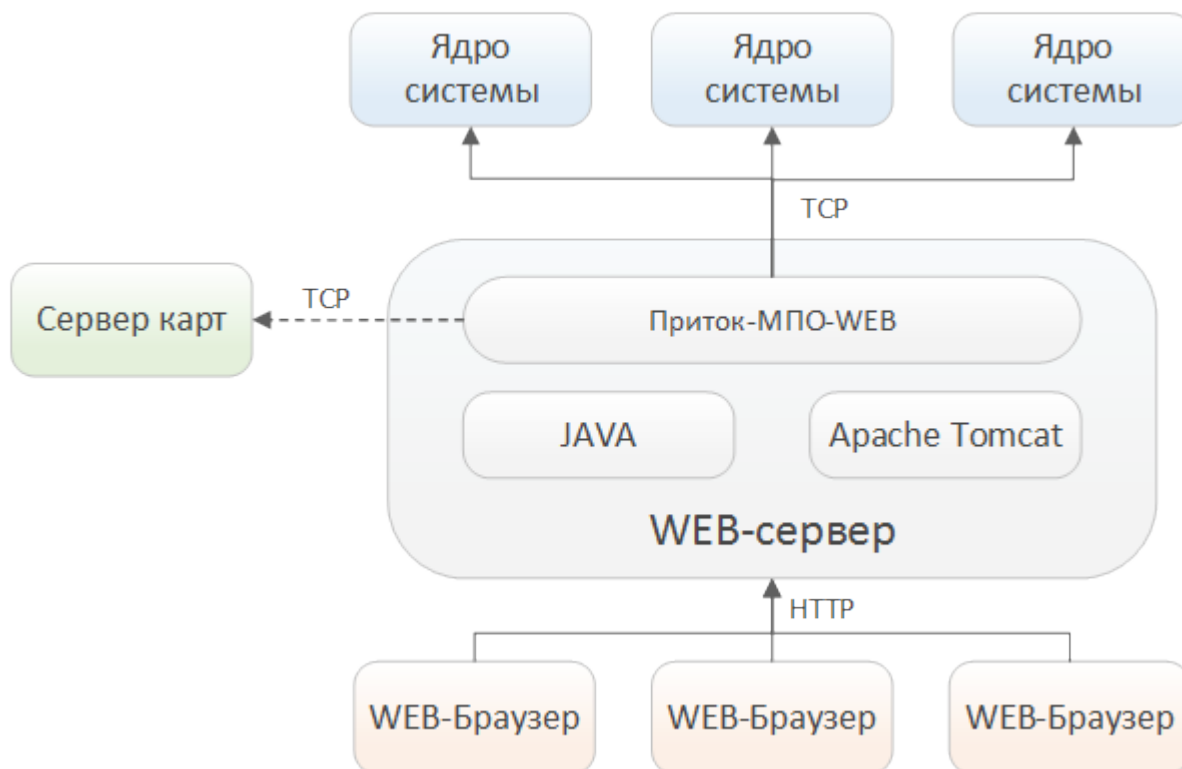 Ядро
системы
Ядро
системы
Ядро
системы
TCP
Сервер карт
TCP
Приток-МПО-WEB
JAVA
Apache Tomcat
WEB-сервер
HTTP
WEB-Браузер
WEB-Браузер
WEB-Браузер